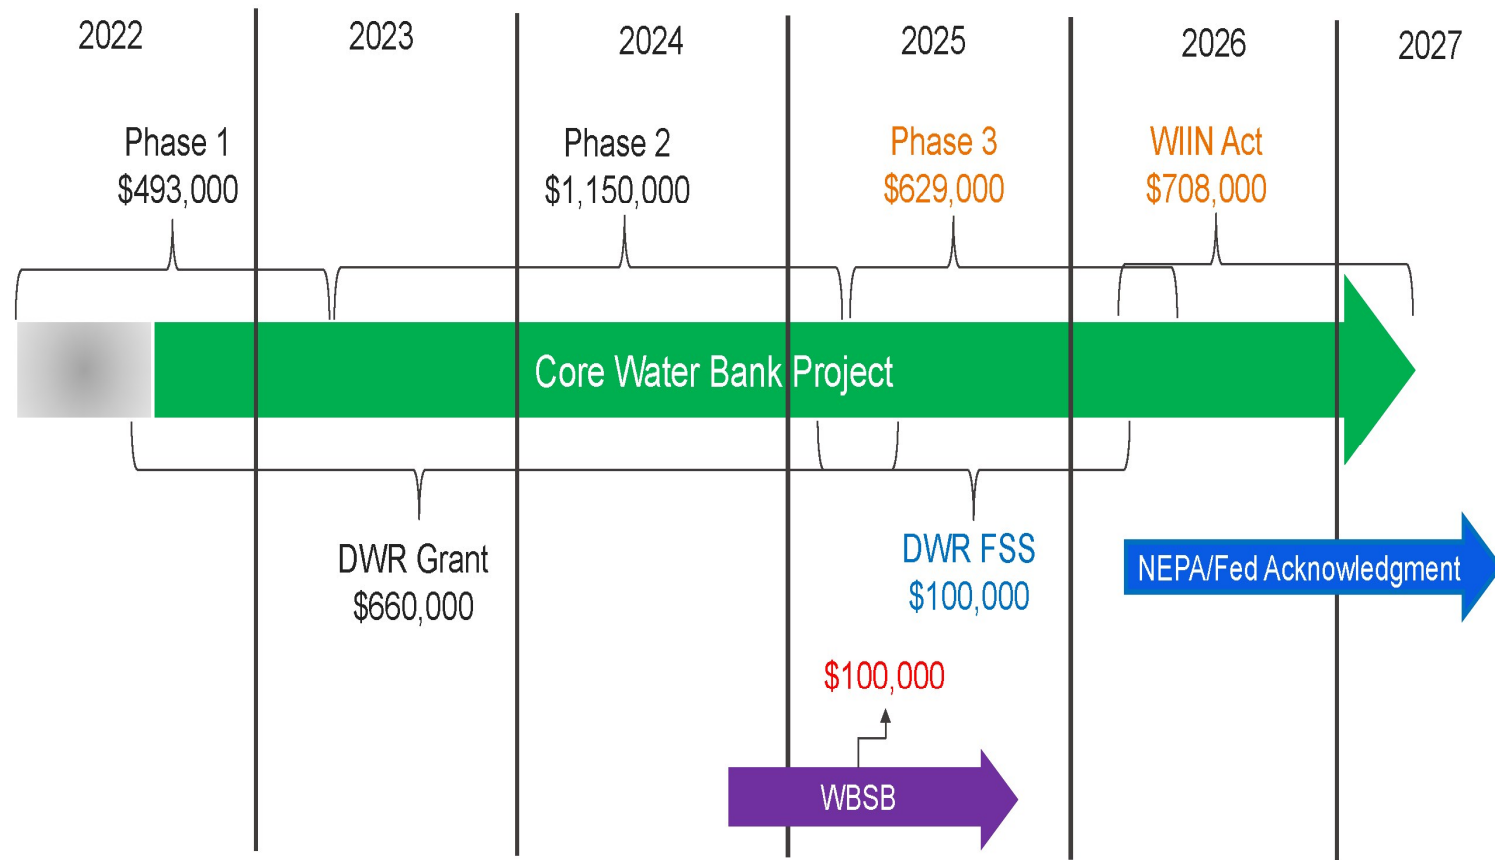 2022
2023
2024
2025
2026
2027
Phase 1
$493,000
Phase 2
$1,150,000
Phase 3
$629,000
WIIN Act
$708,000
Core Water Bank Project
DWR Grant
$660,000
DWR FSS
$100,000
NEPA/Fed Acknowledgment
$100,000
WBSB